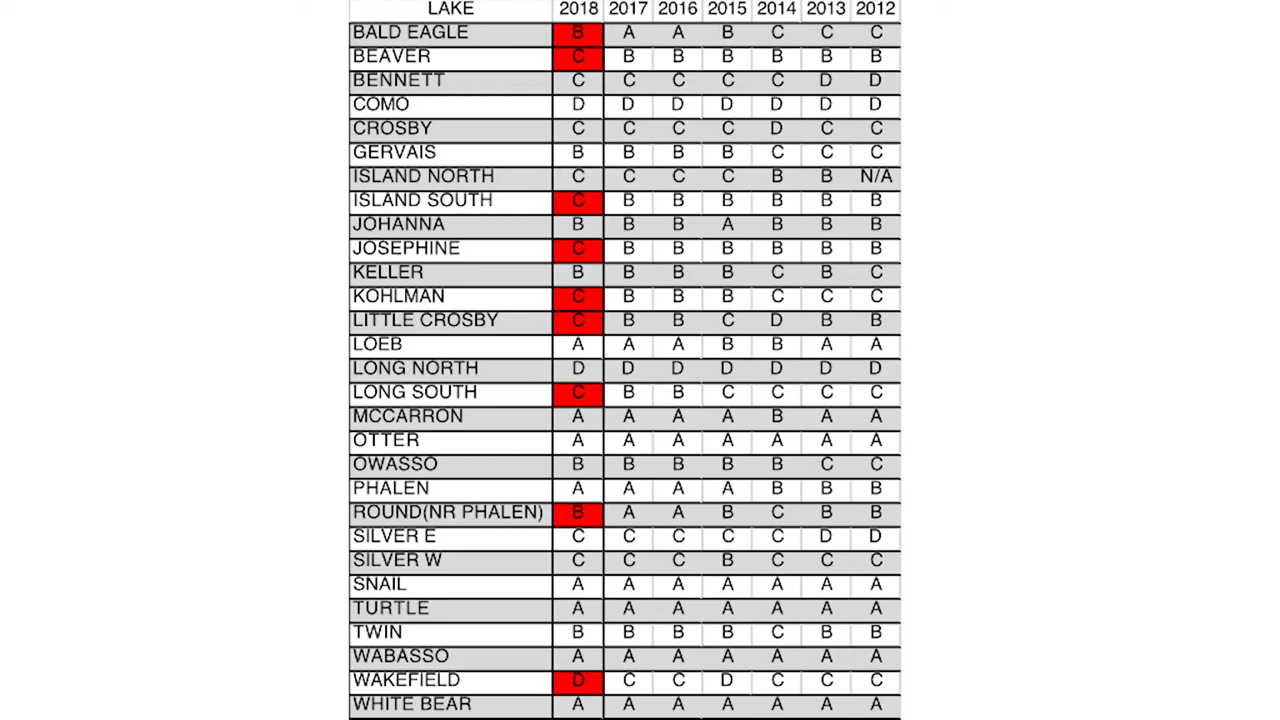 LAKE 2018 2017 2016 2015 2014 2013 2012
BALD EAGLE B A A B C C C
BEAVER C B B B B B B
BENNETT C C C C C D D
COMO D D D D D D D
CROSBY C C C C D C C
GERVAIS B B B B C C C
ISLAND NORTH C C C C B B N/A
ISLAND SOUTH C B B B B B B
JOHANNA B B B A B B B
JOSEPHINE C B B B B B B
KELLER B B B B C B C
KOHLMAN C B B B C C C
LITTLE CROSBY C B B C D B B
LOEB A A A B B A A
LONG NORTH D D D D D D D
LONG SOUTH C B B C C C C
MCCARRON A A A A B A A
OTTER A A A A A A A
OWASSO B B B B B C C
PHALEN A A A A B B B
ROUND(NR PHALEN) B A A B C B B
SILVER E C C C C C D D
SILVER W C C C B C C C
SNAIL A A A A A A A
TURTLE A A A A A A A
TWIN B B B B C B B
WABASSO A A A A A A A
WAKEFIELD D C C D C C C
WHITE BEAR A A A A A A A